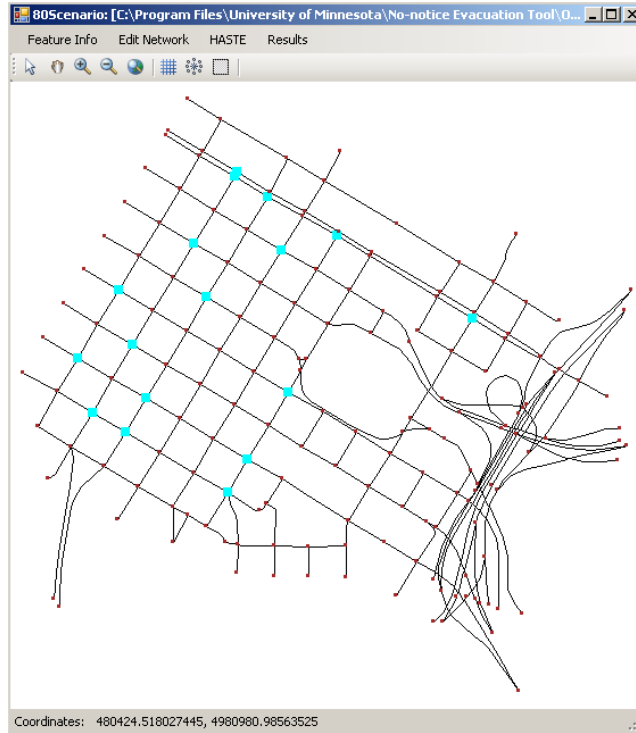 80Scenario: [C:\Program Files\University of Minnesota\No-notice Evacuation Tool\O...
Feature Info Edit Network HASTE Results
Coordinates: 480424.518027445, 4980980.98563525